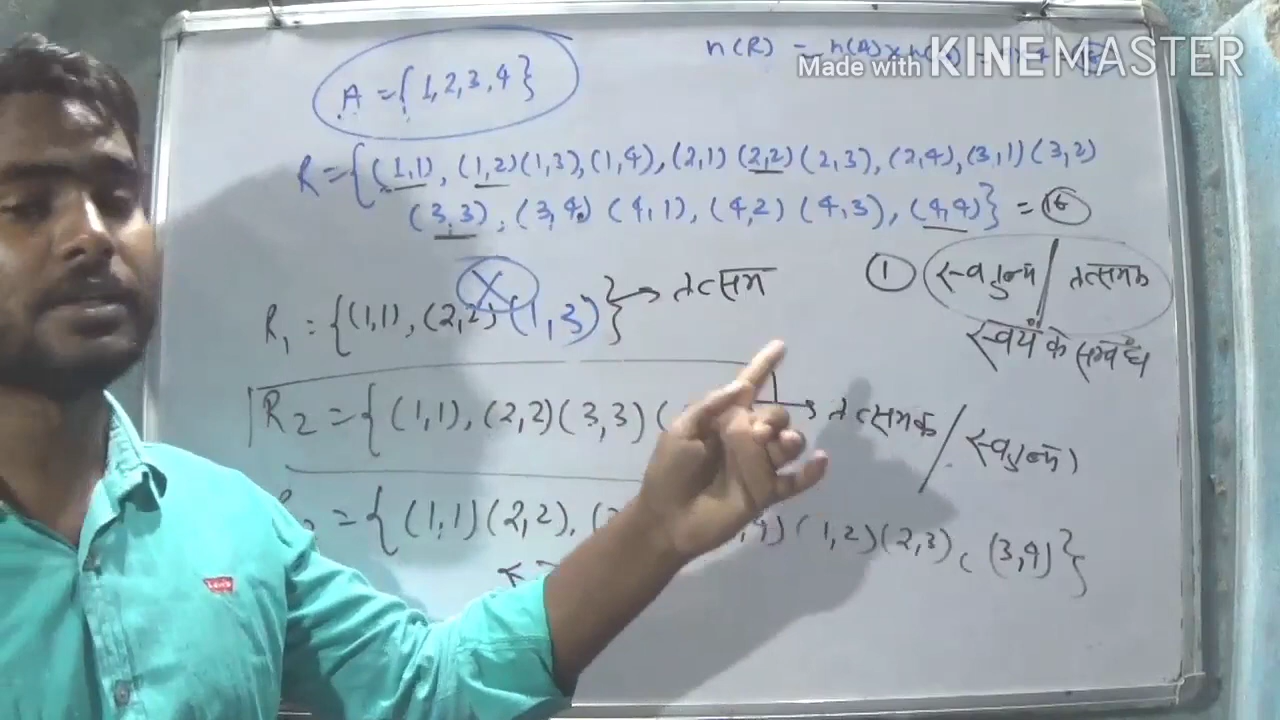 n(R) = n(A) x n(
Made with KINEMASTER
A = {1,2,3,4}
R = {(1,1), (1,2)(1,3),(1,4), (2,1) (2,2)(2,3), (2,4),(3,1)(3,2)
(3,3), (3,4) (4,1), (4,2) (4,3), (4,4)} = 16
X
① स्वतुल्य / तत्समक
स्वयं के सम्बंध
R₁ = {(1,1), (2,2) (1,3)} → तत्सम
R₂ = { (1,1), (2,2)(3,3)( → तत्समक / स्वतुल्य
= { (1,1)(2,2), ( 4) (1,2)(2,3), (3,4)}
Levi's